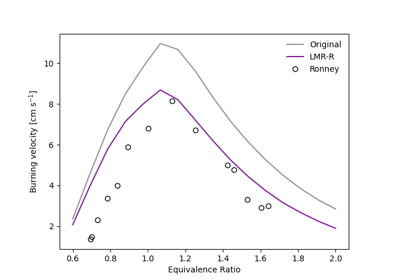 Original
LMR-R
Ronney
Burning velocity [cm s⁻¹]
10
8
6
4
2
0.6 0.8 1.0 1.2 1.4 1.6 1.8 2.0
Equivalence Ratio